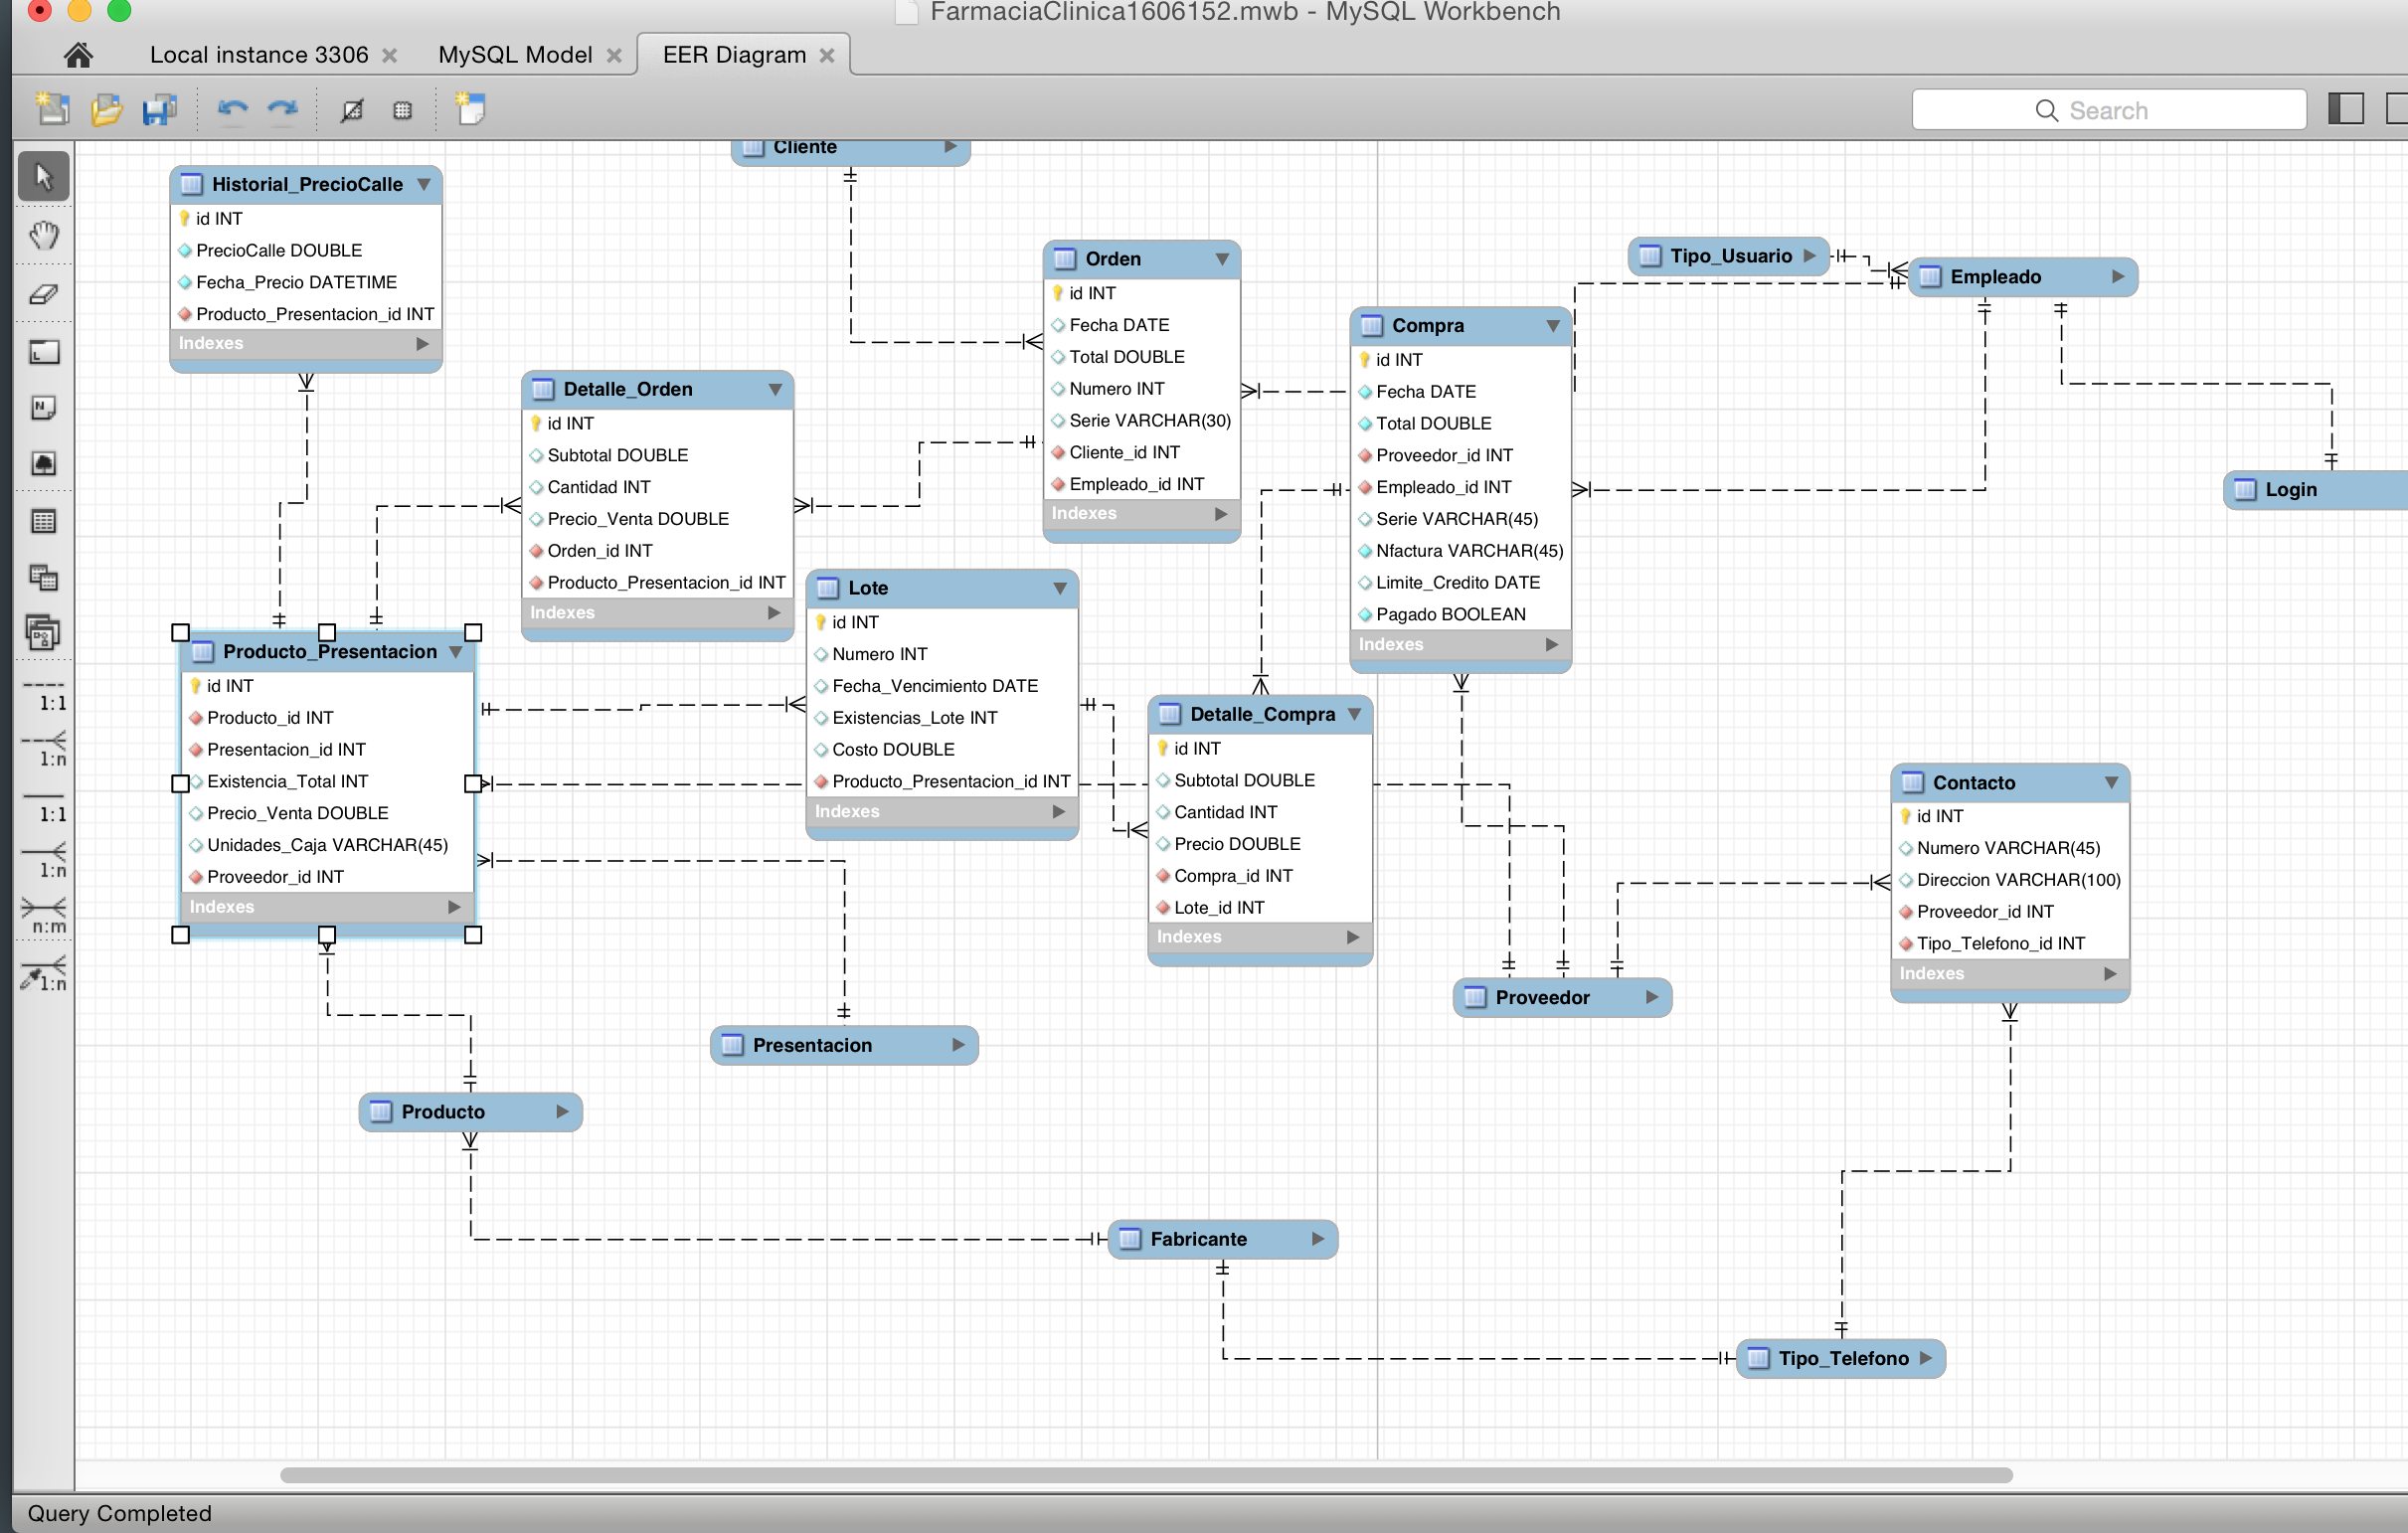 FarmaciaClinica1606152.mwb - MySQL Workbench
Local instance 3306
MySQL Model
EER Diagram
Search
Cliente
Historial_PrecioCalle
id INT
PrecioCalle DOUBLE
Fecha_Precio DATETIME
Producto_Presentacion_id INT
Indexes
Orden
id INT
Fecha DATE
Total DOUBLE
Numero INT
Serie VARCHAR(30)
Cliente_id INT
Empleado_id INT
Indexes
Tipo_Usuario
Empleado
Compra
id INT
Fecha DATE
Total DOUBLE
Proveedor_id INT
Empleado_id INT
Serie VARCHAR(45)
Nfactura VARCHAR(45)
Limite_Credito DATE
Pagado BOOLEAN
Indexes
Detalle_Orden
id INT
Subtotal DOUBLE
Cantidad INT
Precio_Venta DOUBLE
Orden_id INT
Producto_Presentacion_id INT
Indexes
Login
Lote
id INT
Numero INT
Fecha_Vencimiento DATE
Existencias_Lote INT
Costo DOUBLE
Producto_Presentacion_id INT
Indexes
Producto_Presentacion
id INT
Producto_id INT
Presentacion_id INT
Existencia_Total INT
Precio_Venta DOUBLE
Unidades_Caja VARCHAR(45)
Proveedor_id INT
Indexes
Detalle_Compra
id INT
Subtotal DOUBLE
Cantidad INT
Precio DOUBLE
Compra_id INT
Lote_id INT
Indexes
Contacto
id INT
Numero VARCHAR(45)
Direccion VARCHAR(100)
Proveedor_id INT
Tipo_Telefono_id INT
Indexes
Proveedor
Presentacion
Producto
Fabricante
Tipo_Telefono
N
1:1
1:n
1:1
1:n
n:m
1:n
Query Completed